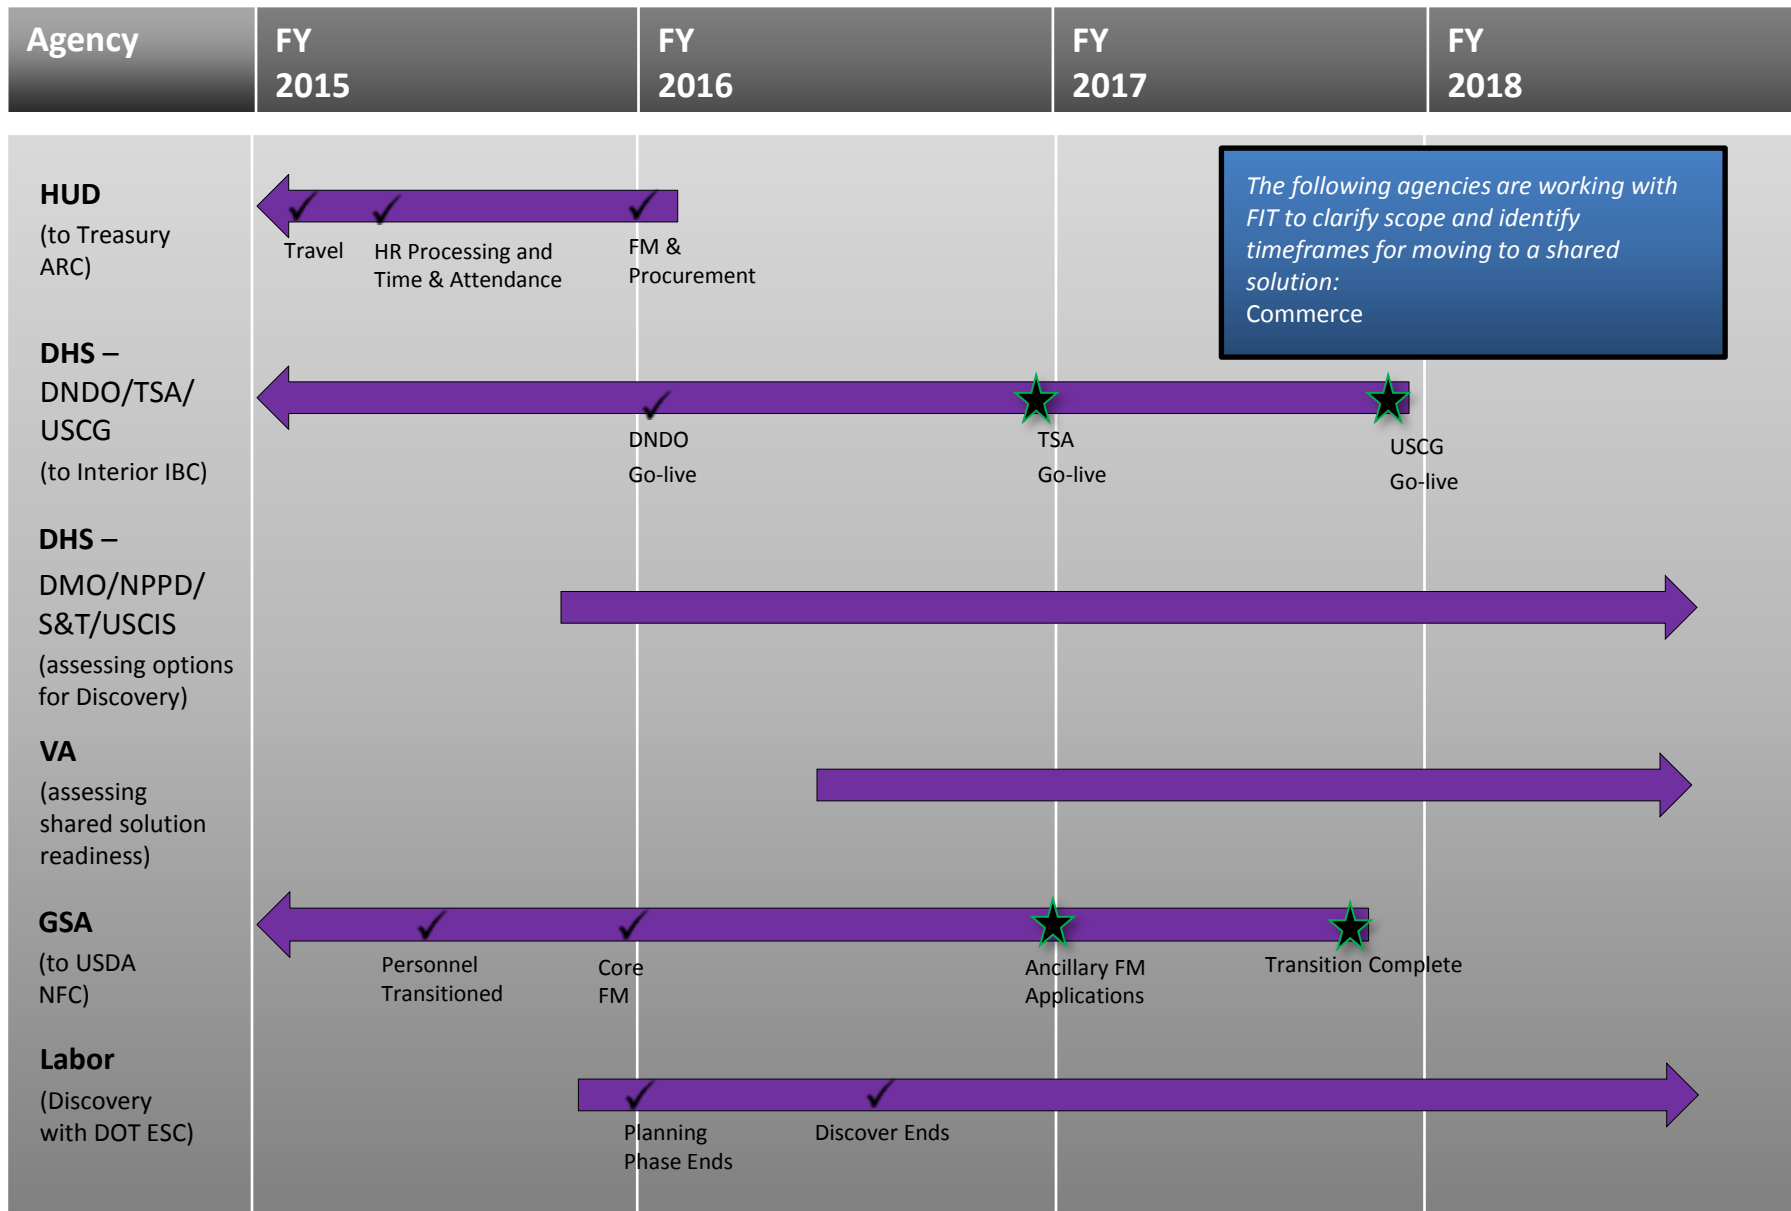 Agency
FY
2015
FY
2016
FY
2017
FY
2018
The following agencies are working with
FIT to clarify scope and identify
timeframes for moving to a shared
solution:
Commerce
HUD
(to Treasury
ARC)
Travel
HR Processing and
Time & Attendance
FM &
Procurement
DHS –
DNDO/TSA/
USCG
(to Interior IBC)
DNDO
Go-live
TSA
Go-live
USCG
Go-live
DHS –
DMO/NPPD/
S&T/USCIS
(assessing options
for Discovery)
VA
(assessing
shared solution
readiness)
GSA
(to USDA
NFC)
Personnel
Transitioned
Core
FM
Ancillary FM
Applications
Transition Complete
Labor
(Discovery
with DOT ESC)
Planning
Phase Ends
Discover Ends